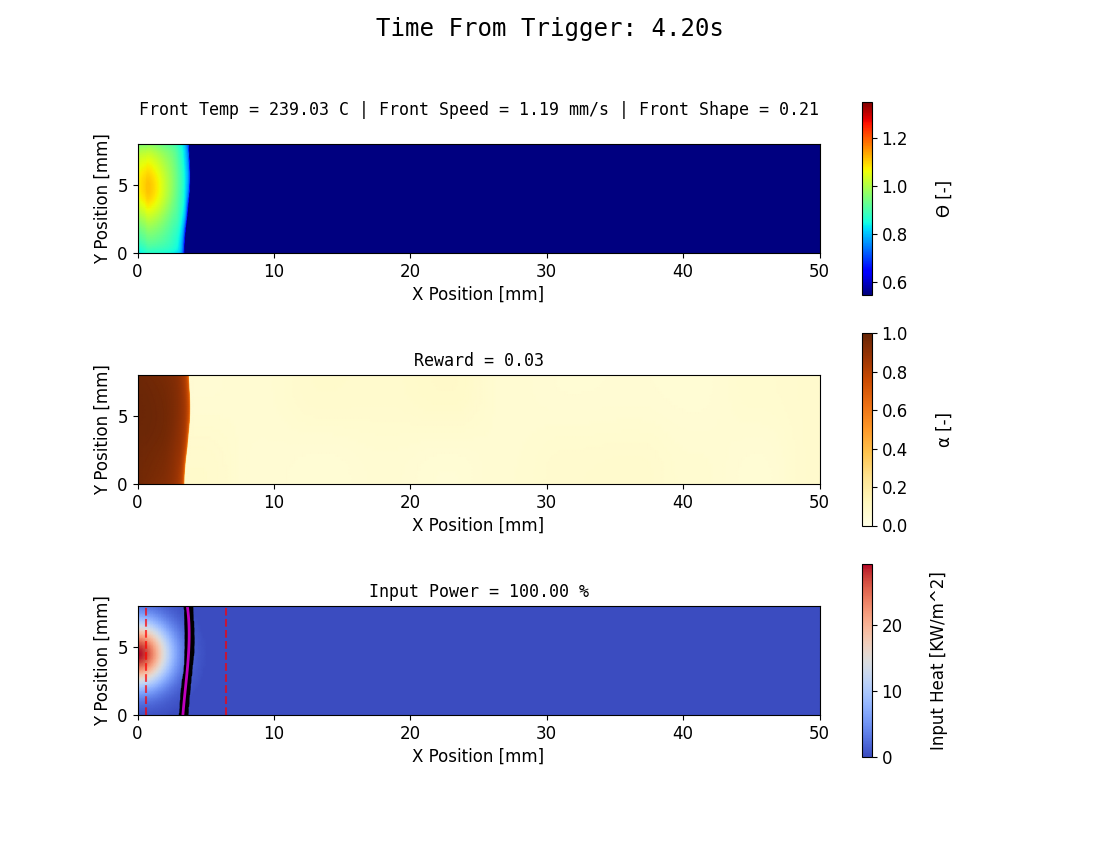 Time From Trigger: 4.20s
Front Temp = 239.03 C | Front Speed = 1.19 mm/s | Front Shape = 0.21
Y Position [mm]
5
0
0 10 20 30 40 50
X Position [mm]
1.2
1.0
0.8
0.6
Θ [-]
Reward = 0.03
Y Position [mm]
5
0
0 10 20 30 40 50
X Position [mm]
1.0
0.8
0.6
0.4
0.2
0.0
α [-]
Input Power = 100.00 %
Y Position [mm]
5
0
0 10 20 30 40 50
X Position [mm]
20
10
0
Input Heat [KW/m^2]